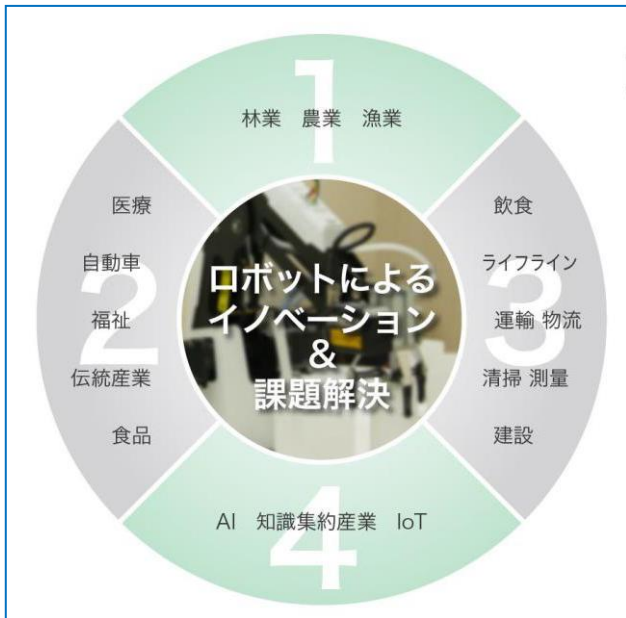 1
林業 農業 漁業
2
医療
自動車
福祉
伝統産業
食品
ロボットによる
イノベーション
&
課題解決
3
飲食
ライフライン
運輸 物流
清掃 測量
建設
4
AI 知識集約産業 IoT